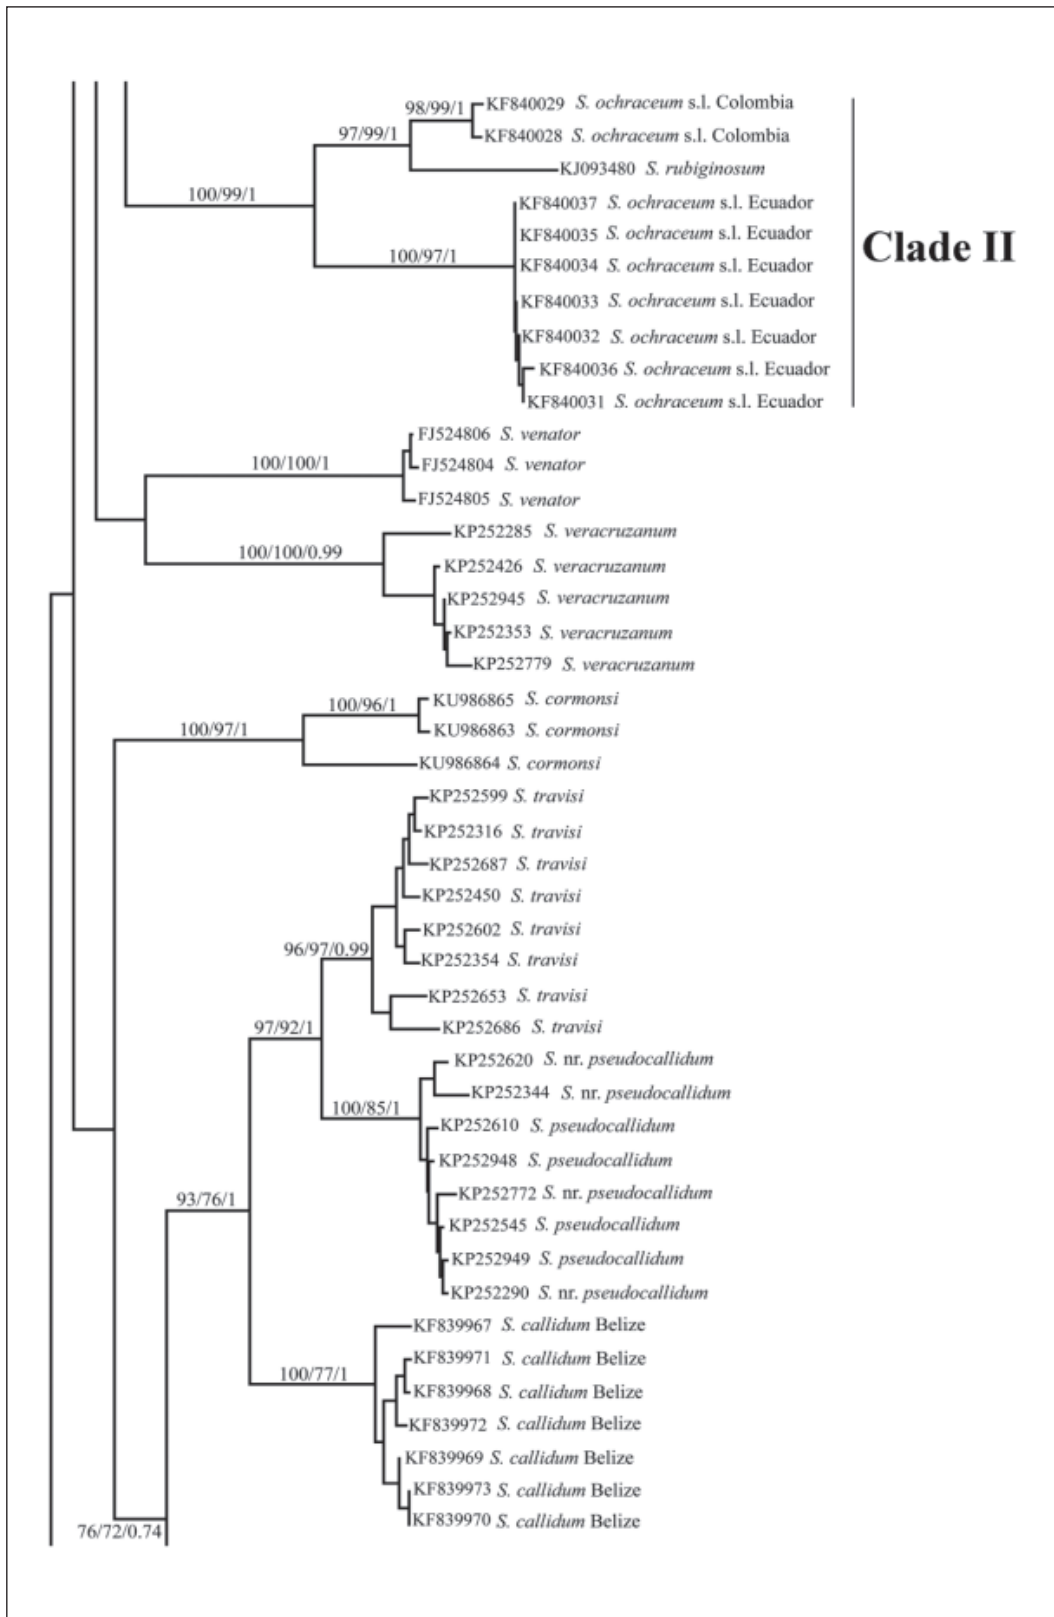 98/99/1
KF840029 S. ochraceum s.l. Colombia
97/99/1
KF840028 S. ochraceum s.l. Colombia
KJ093480 S. rubiginosum
100/99/1
KF840037 S. ochraceum s.l. Ecuador
KF840035 S. ochraceum s.l. Ecuador
Clade II
100/97/1
KF840034 S. ochraceum s.l. Ecuador
KF840033 S. ochraceum s.l. Ecuador
KF840032 S. ochraceum s.l. Ecuador
KF840036 S. ochraceum s.l. Ecuador
KF840031 S. ochraceum s.l. Ecuador
FJ524806 S. venator
100/100/1
FJ524804 S. venator
FJ524805 S. venator
KP252285 S. veracruzanum
100/100/0.99
KP252426 S. veracruzanum
KP252945 S. veracruzanum
KP252353 S. veracruzanum
KP252779 S. veracruzanum
100/96/1
KU986865 S. cormonsi
100/97/1
KU986863 S. cormonsi
KU986864 S. cormonsi
KP252599 S. travisi
KP252316 S. travisi
KP252687 S. travisi
KP252450 S. travisi
KP252602 S. travisi
96/97/0.99
KP252354 S. travisi
KP252653 S. travisi
97/92/1
KP252686 S. travisi
KP252620 S. nr. pseudocallidum
KP252344 S. nr. pseudocallidum
100/85/1
KP252610 S. pseudocallidum
KP252948 S. pseudocallidum
93/76/1
KP252772 S. nr. pseudocallidum
KP252545 S. pseudocallidum
KP252949 S. pseudocallidum
KP252290 S. nr. pseudocallidum
KF839967 S. callidum Belize
KF839971 S. callidum Belize
100/77/1
KF839968 S. callidum Belize
KF839972 S. callidum Belize
KF839969 S. callidum Belize
KF839973 S. callidum Belize
KF839970 S. callidum Belize
76/72/0.74